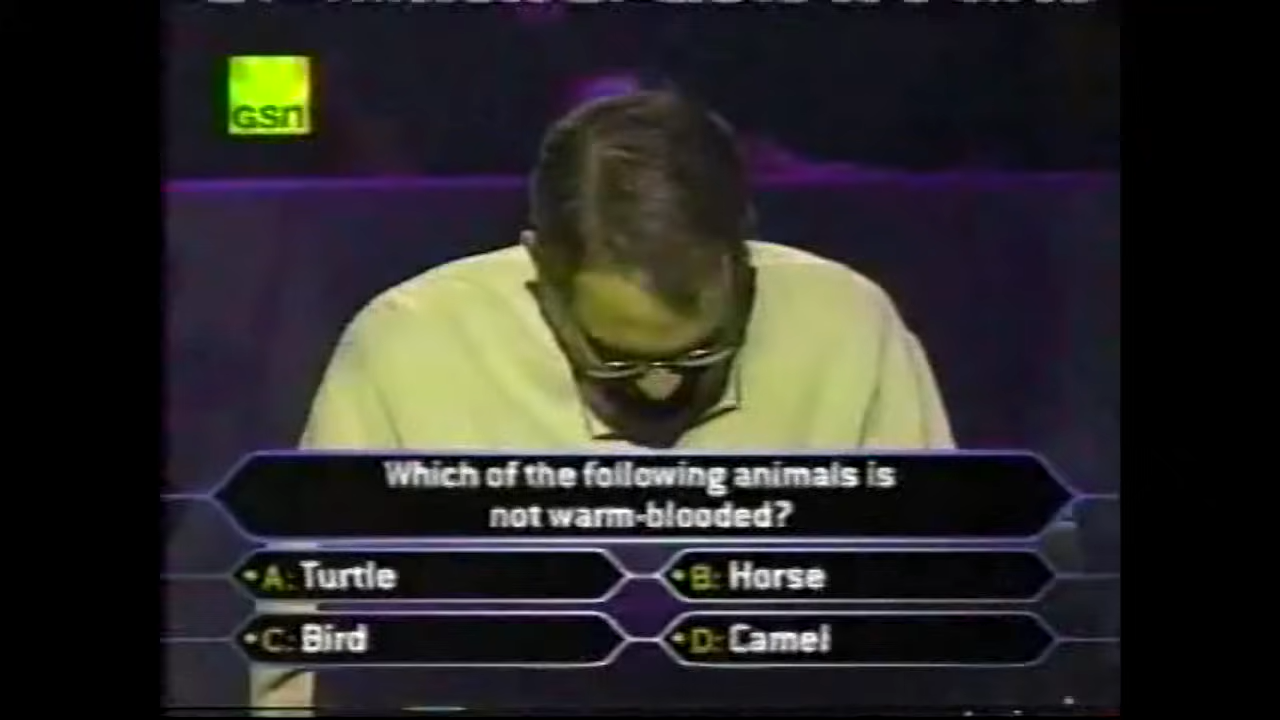 GSN
Which of the following animals is
not warm-blooded?
A: Turtle
B: Horse
C: Bird
D: Camel